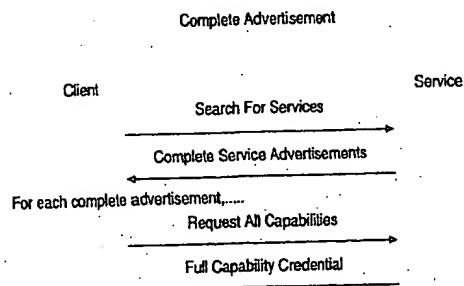 Complete Advertisement
Client
Service
Search For Services
Complete Service Advertisements
For each complete advertisement,.....
Request All Capabilities
Full Capability Credential